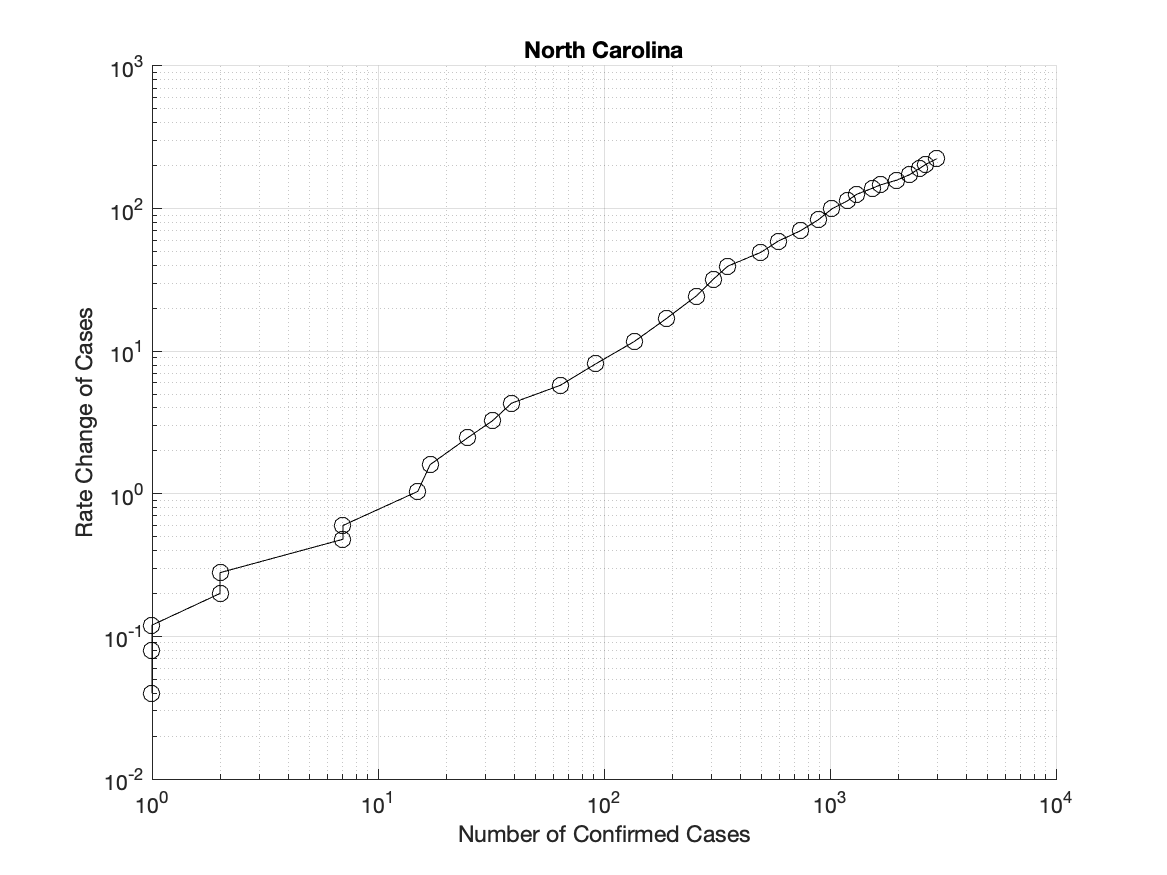 North Carolina
10³
10²
10¹
10⁰
10⁻¹
10⁻²
Rate Change of Cases
10⁰ 10¹ 10² 10³ 10⁴
Number of Confirmed Cases